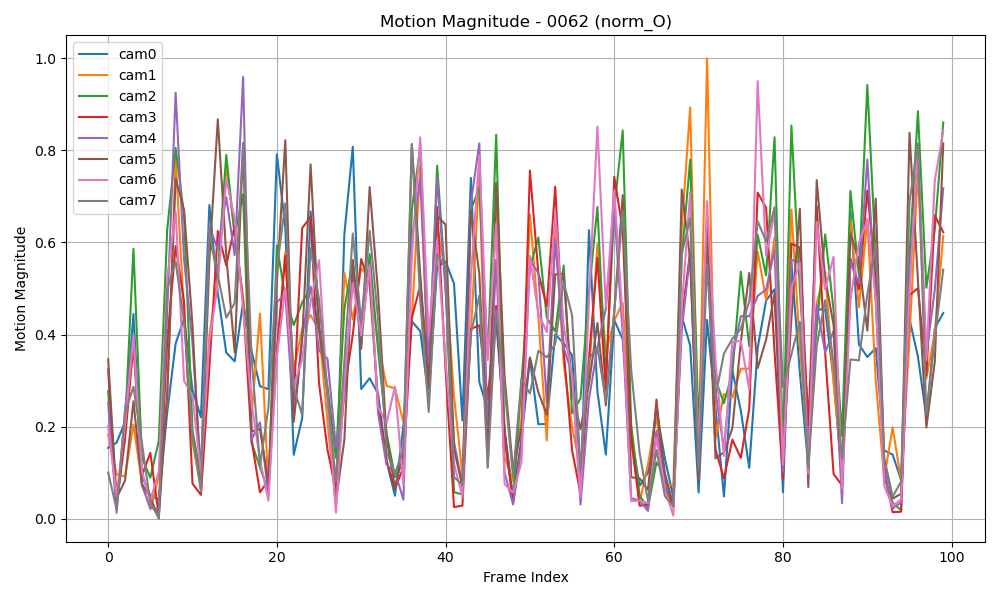 Motion Magnitude - 0062 (norm_O)
cam0
cam1
cam2
cam3
cam4
cam5
cam6
cam7
1.0
0.8
0.6
0.4
0.2
0.0
Motion Magnitude
0
20
40
60
80
100
Frame Index